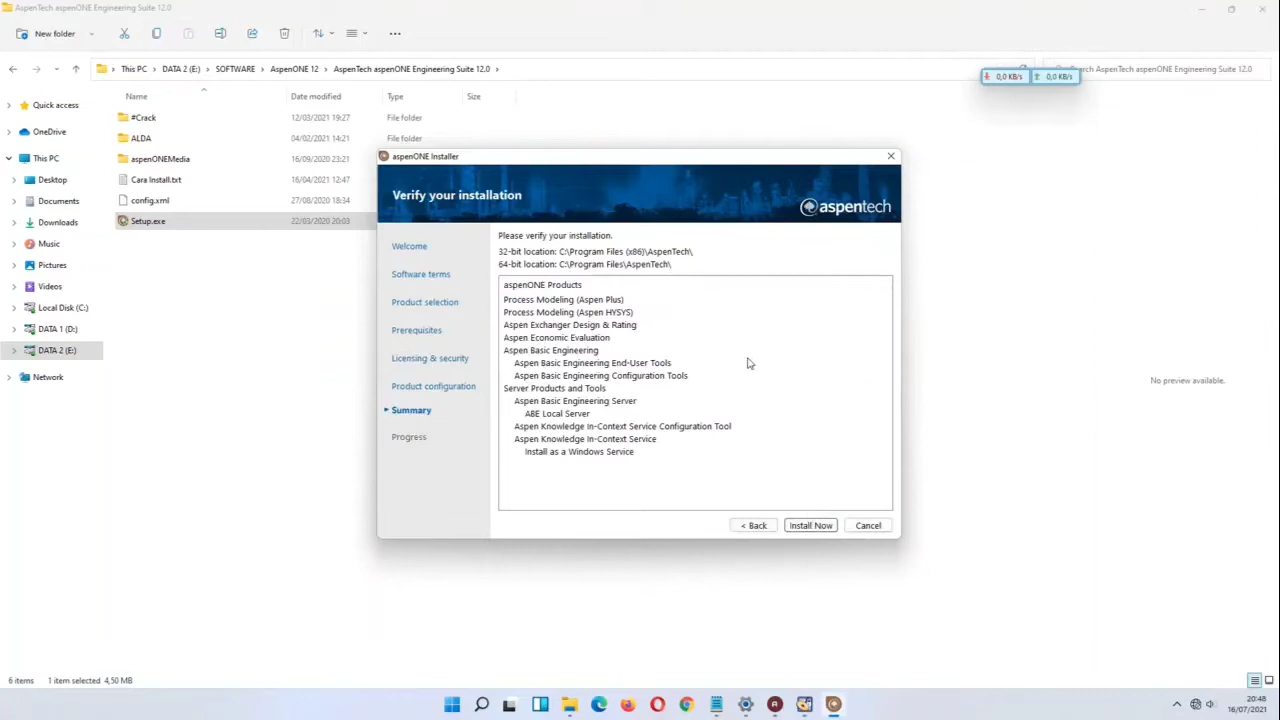 AspenTech aspenONE Engineering Suite 12.0
New folder
This PC > DATA 2 (E:) > SOFTWARE > AspenONE 12 > AspenTech aspenONE Engineering Suite 12.0 >
Search AspenTech aspenONE Engineering Suite 12.0
0,0 KB/s 0,0 KB/s
Name Date modified Type Size
Quick access
OneDrive
This PC
Desktop
Documents
Downloads
Music
Pictures
Videos
Local Disk (C:)
DATA 1 (D:)
DATA 2 (E:)
Network
#Crack 12/03/2021 19:27 File folder
ALDA 04/02/2021 14:21 File folder
aspenONEMedia 16/09/2020 23:21
Cara Install.txt 16/04/2021 12:47
config.xml 27/08/2020 18:34
Setup.exe 22/03/2020 20:03
aspenONE Installer
Verify your installation
aspentech
Welcome
Software terms
Product selection
Prerequisites
Licensing & security
Product configuration
Summary
Progress
Please verify your installation.
32-bit location: C:\Program Files (x86)\AspenTech\
64-bit location: C:\Program Files\AspenTech\
aspenONE Products
Process Modeling (Aspen Plus)
Process Modeling (Aspen HYSYS)
Aspen Exchanger Design & Rating
Aspen Economic Evaluation
Aspen Basic Engineering
Aspen Basic Engineering End-User Tools
Aspen Basic Engineering Configuration Tools
Server Products and Tools
Aspen Basic Engineering Server
ABE Local Server
Aspen Knowledge In-Context Service Configuration Tool
Aspen Knowledge In-Context Service
Install as a Windows Service
< Back Install Now Cancel
No preview available.
6 items 1 item selected 4,50 MB
20:48
16/07/2021